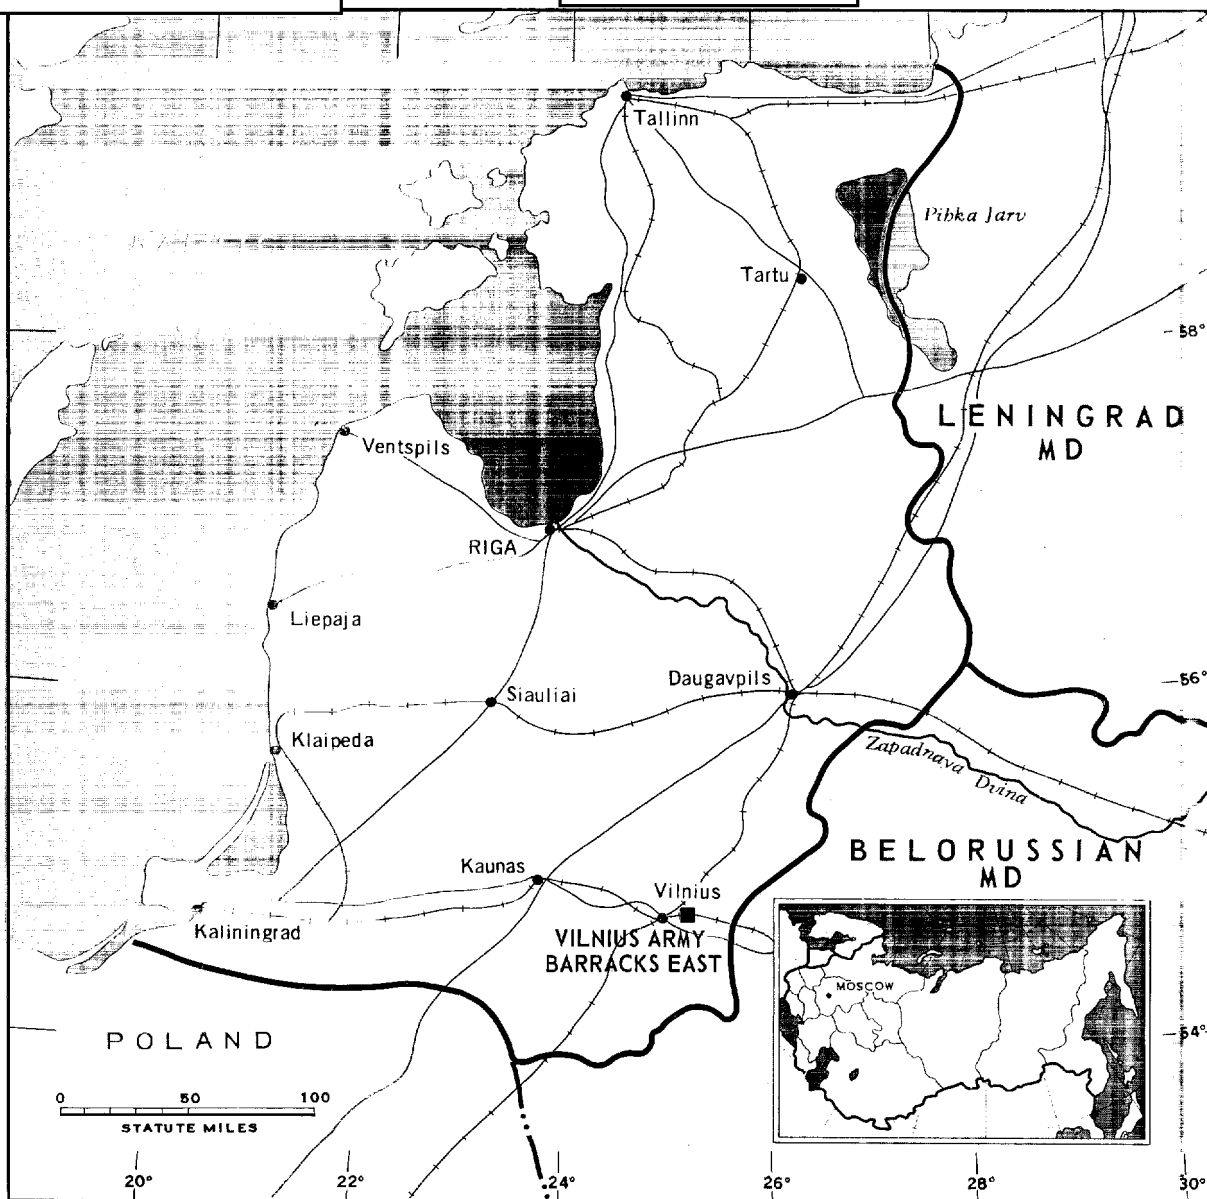 Tallinn
Pihka Jarv
Tartu
58°
LENINGRAD
MD
Ventspils
RIGA
Liepaja
Daugavpils
56°
Siauliai
Klaipeda
Zapadnaya Dvina
BELORUSSIAN
MD
Kaunas
Vilnius
Kaliningrad
VILNIUS ARMY
BARRACKS EAST
MOSCOW
POLAND
54°
0 50 100
STATUTE MILES
20° 22° 24° 26° 28° 30°